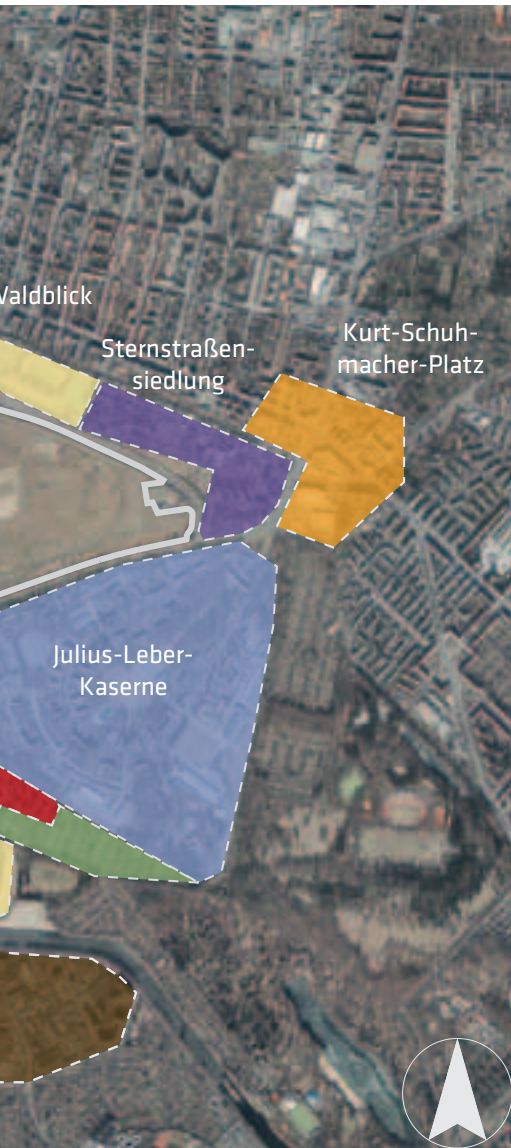 Waldblick
Sternstraßen-
siedlung
Kurt-Schuh-
macher-Platz
Julius-Leber-
Kaserne